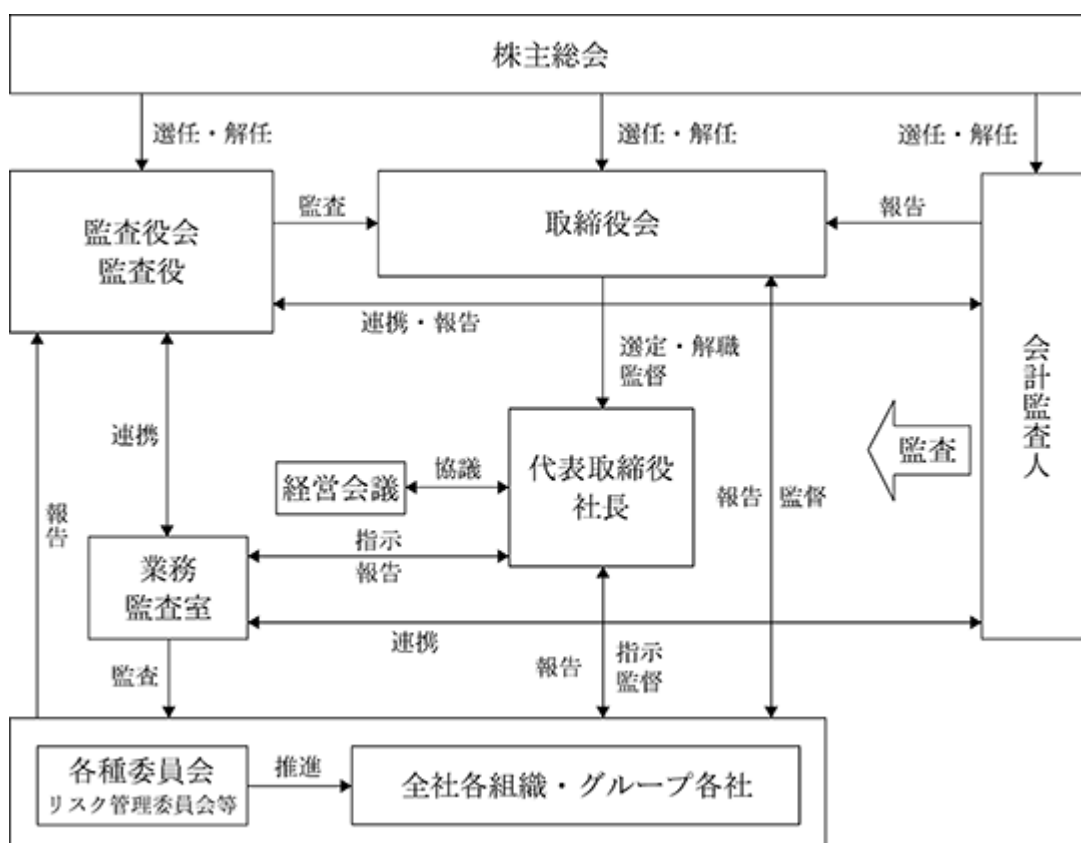 株主総会
選任・解任
選任・解任
選任・解任
監査役会
監査役
監査
取締役会
報告
連携・報告
選定・解職
監督
会計監査人
監査
連携
経営会議
協議
代表取締役
社長
報告
監督
報告
指示
報告
業務
監査室
連携
監査
報告
指示
監督
各種委員会
リスク管理委員会等
推進
全社各組織・グループ各社